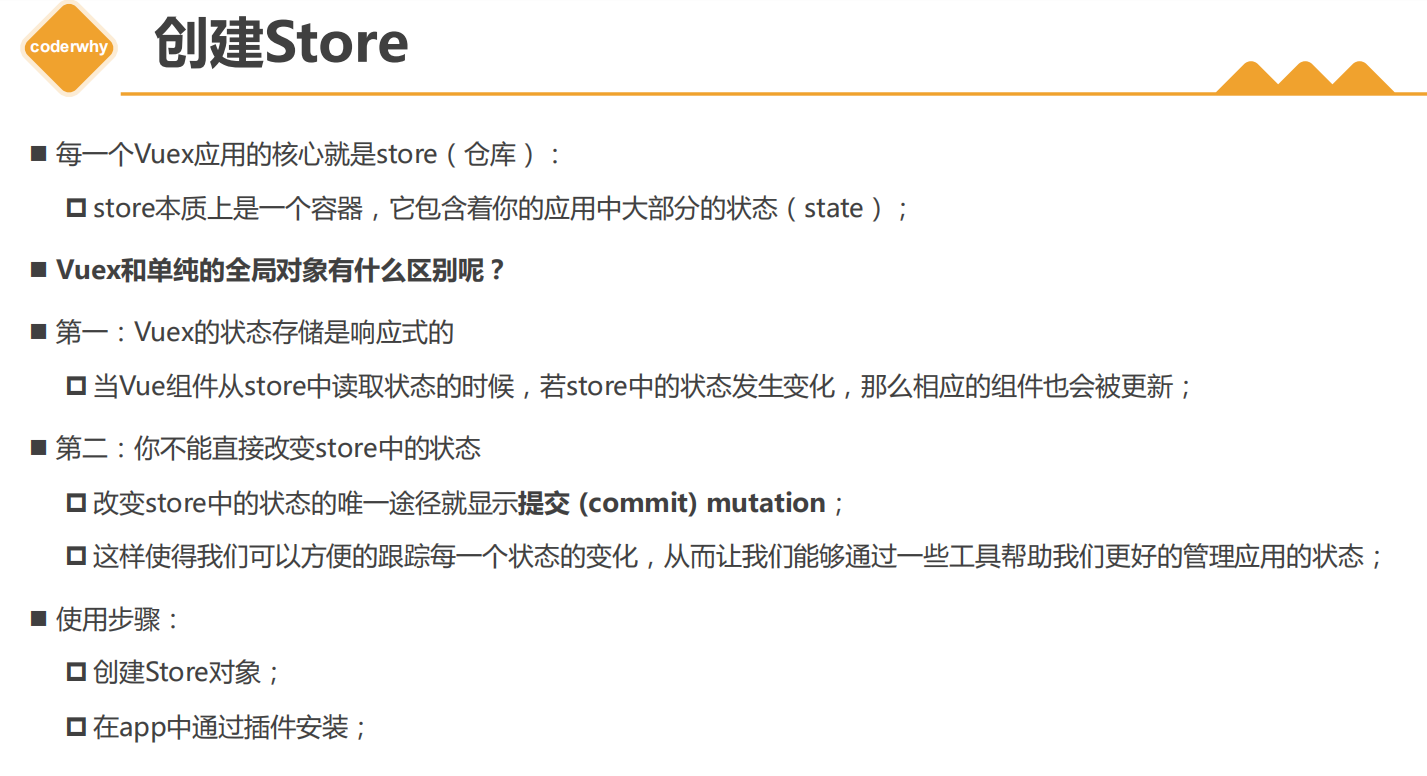 coderwhy
创建Store
每一个Vuex应用的核心就是store（仓库）：
store本质上是一个容器，它包含着你的应用中大部分的状态（state）；
Vuex和单纯的全局对象有什么区别呢？
第一：Vuex的状态存储是响应式的
当Vue组件从store中读取状态的时候，若store中的状态发生变化，那么相应的组件也会被更新；
第二：你不能直接改变store中的状态
改变store中的状态的唯一途径就显示提交 (commit) mutation；
这样使得我们可以方便的跟踪每一个状态的变化，从而让我们能够通过一些工具帮助我们更好的管理应用的状态；
使用步骤：
创建Store对象；
在app中通过插件安装；